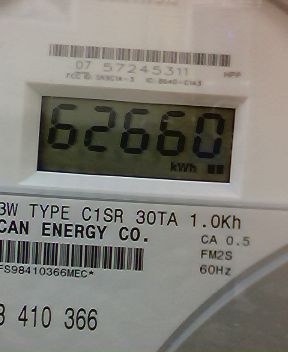 07 57245311 HPP
62660
kWh
3W TYPE C1SR 30TA 1.0Kh
CAN ENERGY CO.
CA 0.5
FM2S
60Hz
FS98410366MEC*
410 366